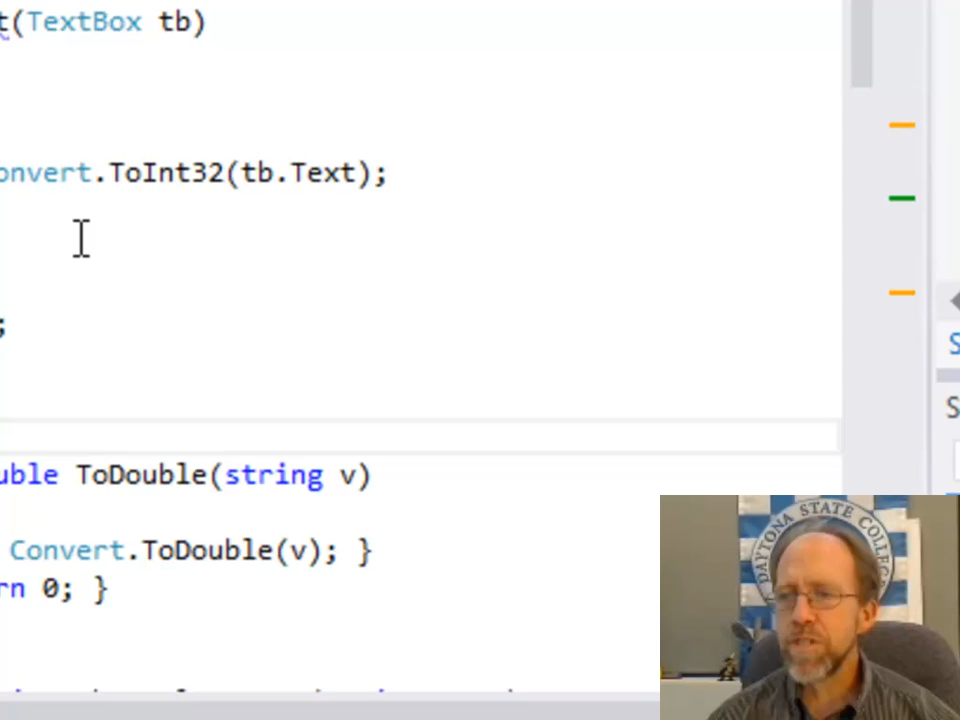 t(TextBox tb)
onvert.ToInt32(tb.Text);
;
uble ToDouble(string v)
Convert.ToDouble(v); }
rn 0; }
S
S
DAYTONA STATE COLLEGE